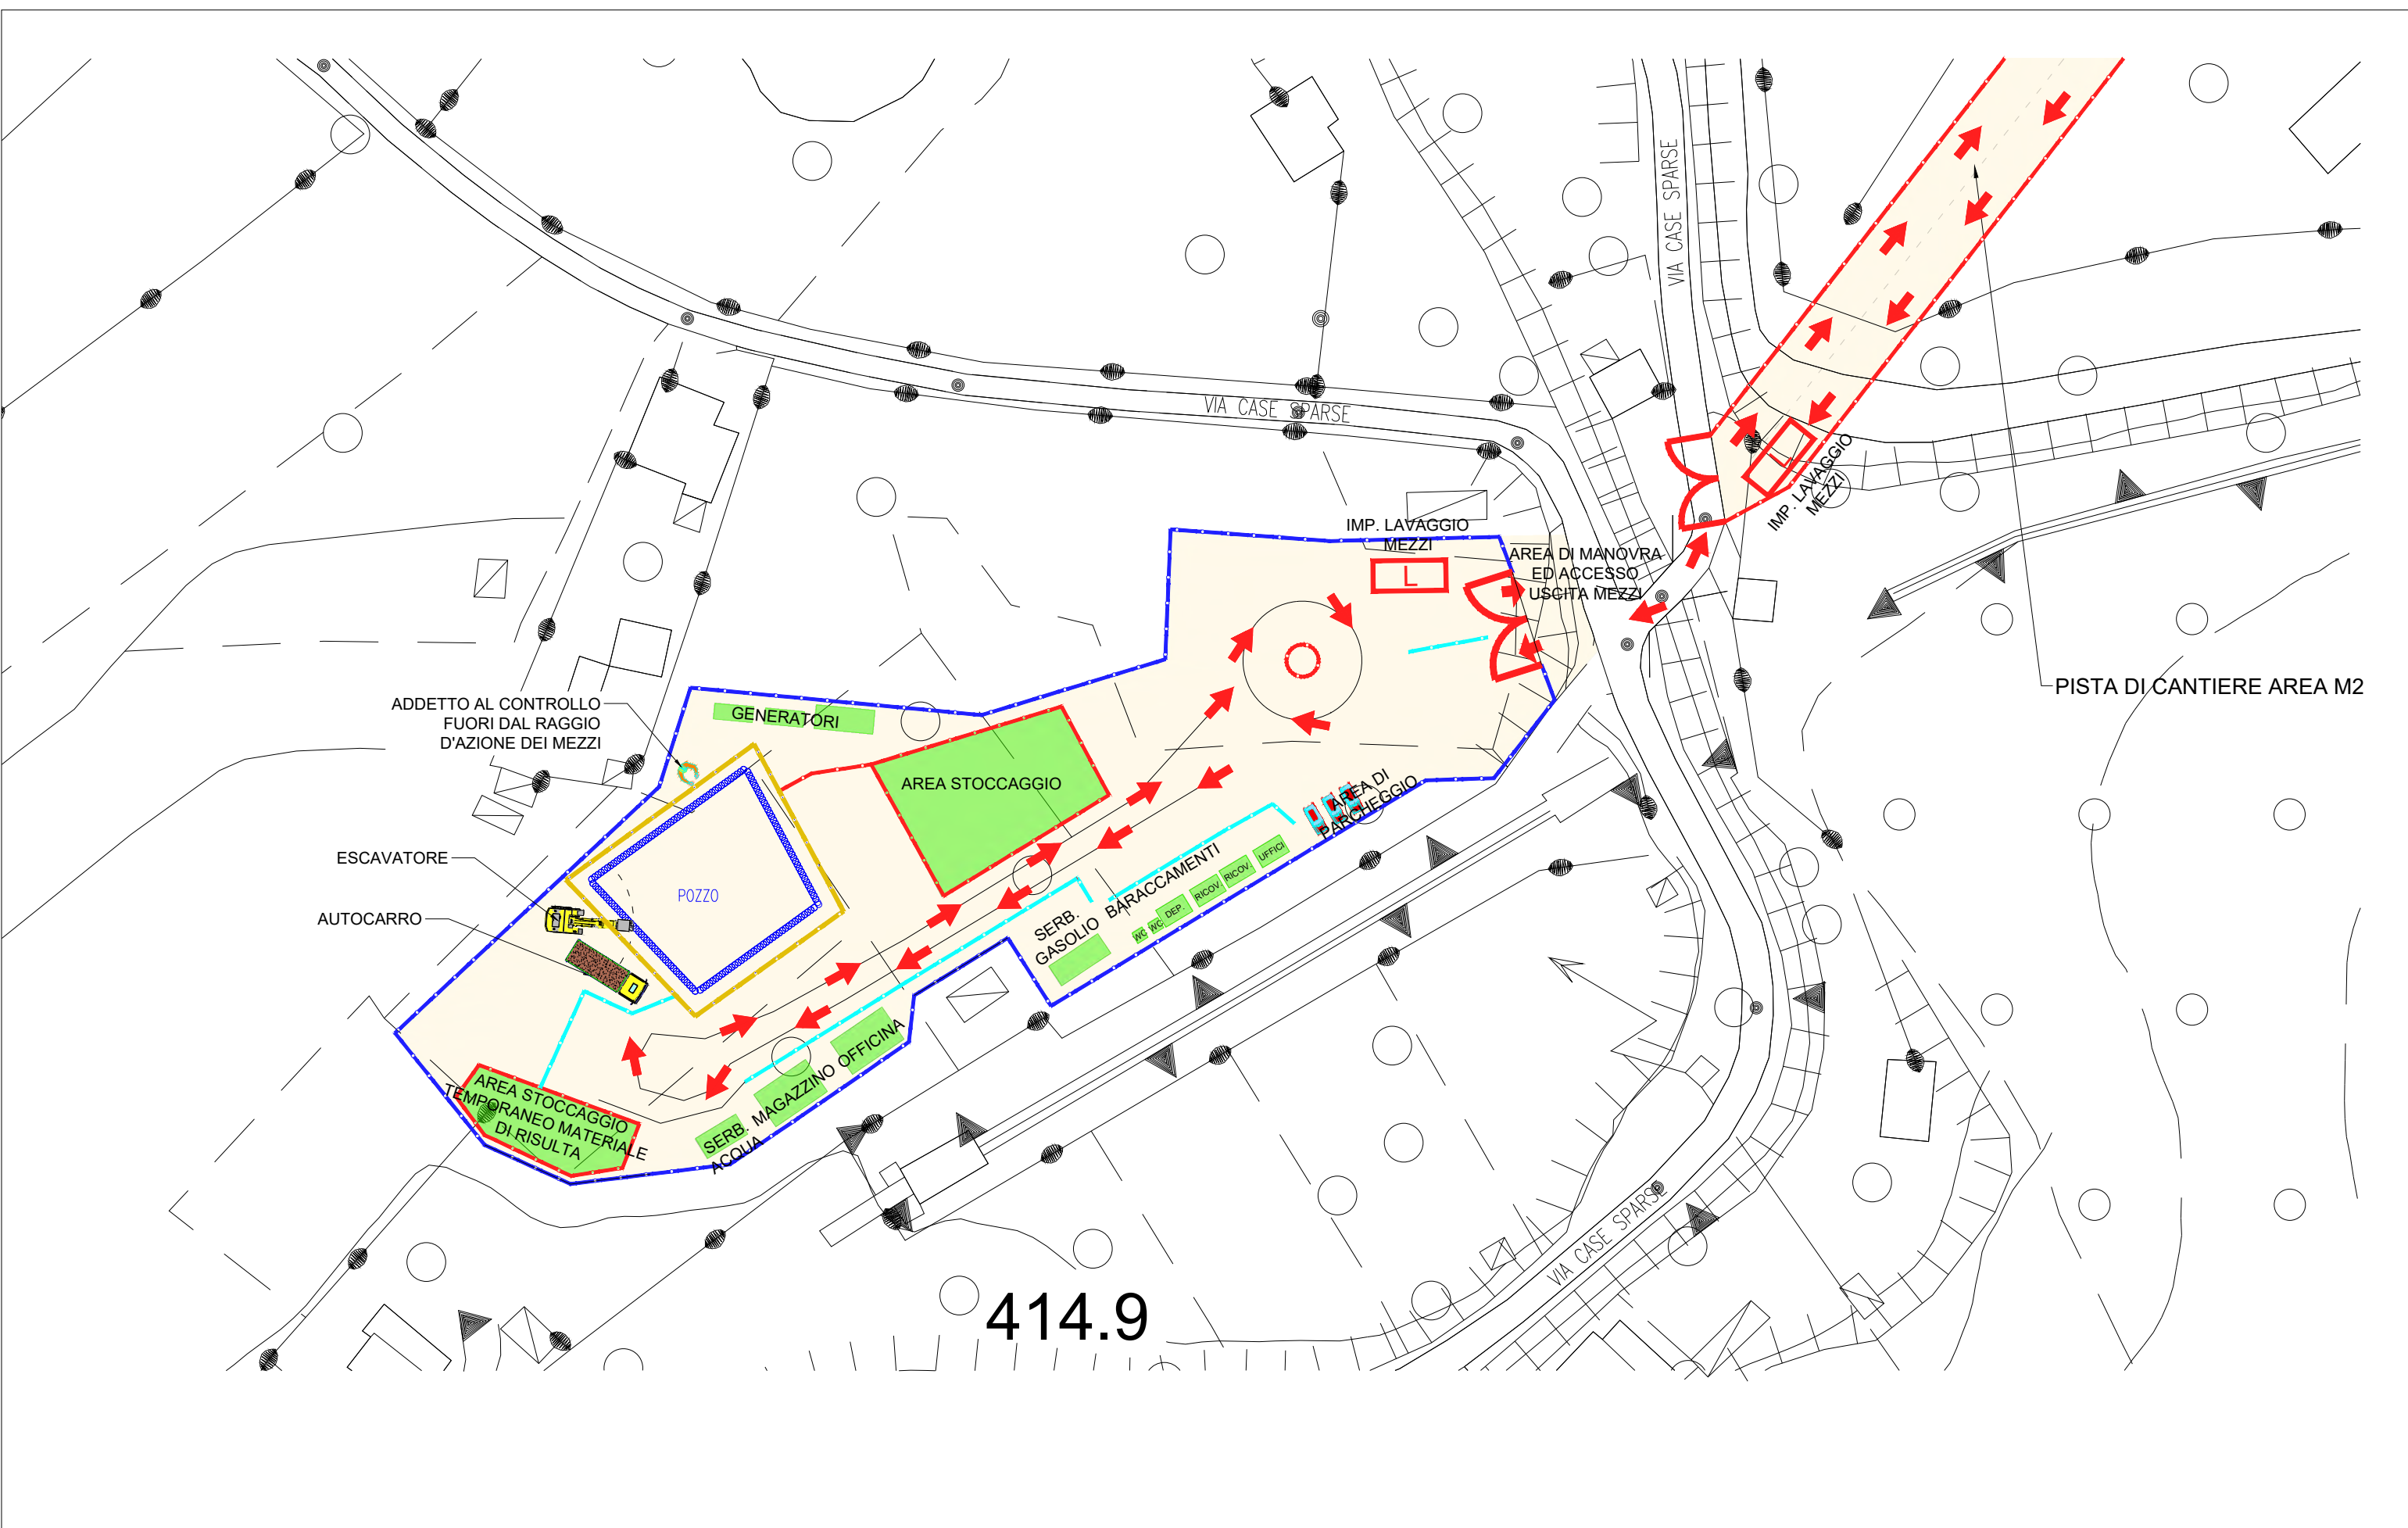 VIA CASE SPARSE
VIA CASE SPARSE
IMP. LAVAGGIO
MEZZI
L
IMP. LAVAGGIO
MEZZI
L
AREA DI MANOVRA
ED ACCESSO
USCITA MEZZI
PISTA DI CANTIERE AREA M2
ADDETTO AL CONTROLLO
FUORI DAL RAGGIO
D'AZIONE DEI MEZZI
GENERATORI
AREA STOCCAGGIO
AREA DI
PARCHEGGIO
ESCAVATORE
AUTOCARRO
POZZO
BARACCAMENTI
UFFICI
RICOV.
RICOV.
DEP.
WC
WC
SERB.
GASOLIO
OFFICINA
MAGAZZINO
SERB.
ACQUA
AREA STOCCAGGIO
TEMPORANEO MATERIALE
DI RISULTA
VIA CASE SPARSE
414.9